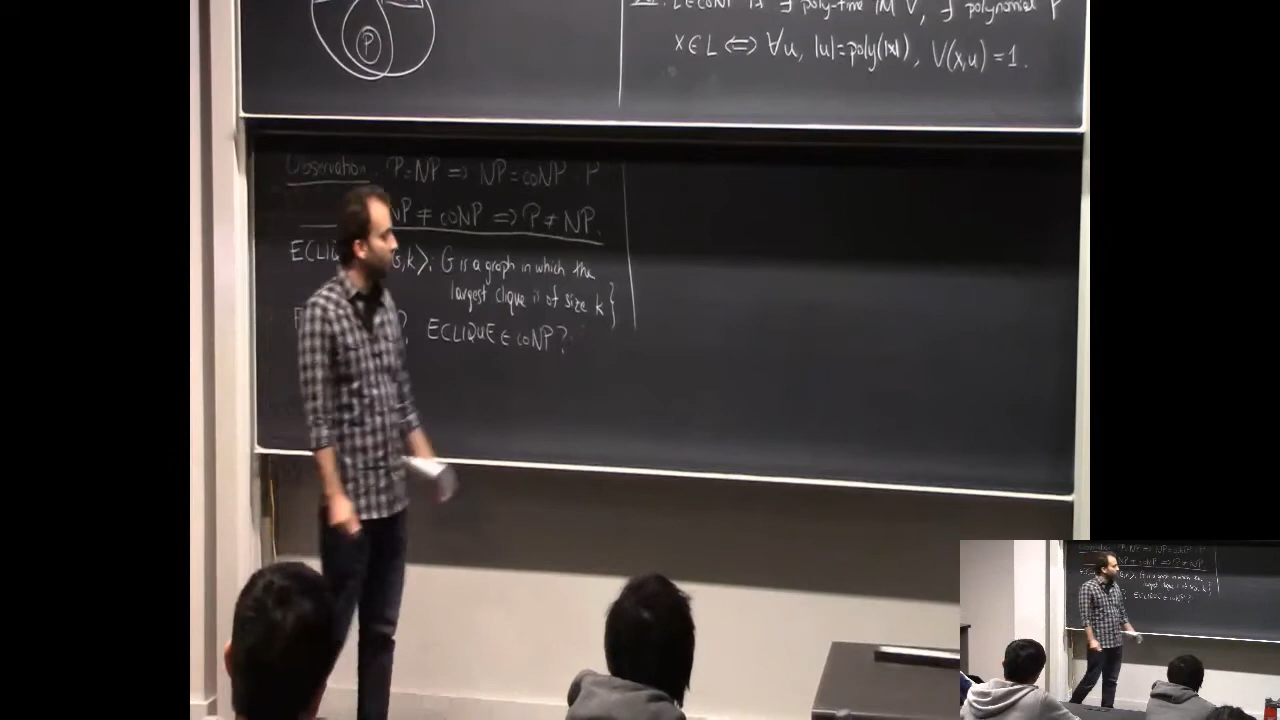 P
Def. L ∈ coNP if ∃ poly-time TM V, ∃ polynomial P
x ∈ L ⟺ ∀u, |u|=poly(|x|), V(x,u)=1.
Observation. P=NP ⟹ NP=coNP P
NP ≠ coNP ⟹ P ≠ NP.
G,k⟩: G is a graph in which the
largest clique is of size k }
? ECLIQUE ∈ coNP?